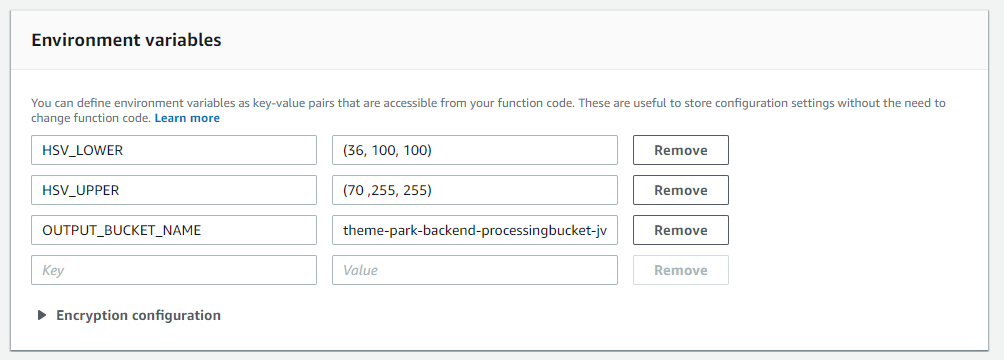 Environment variables
You can define environment variables as key-value pairs that are accessible from your function code. These are useful to store configuration settings without the need to
change function code. Learn more
HSV_LOWER (36, 100, 100) Remove
HSV_UPPER (70 ,255, 255) Remove
OUTPUT_BUCKET_NAME theme-park-backend-processingbucket-jv Remove
Key Value Remove
Encryption configuration